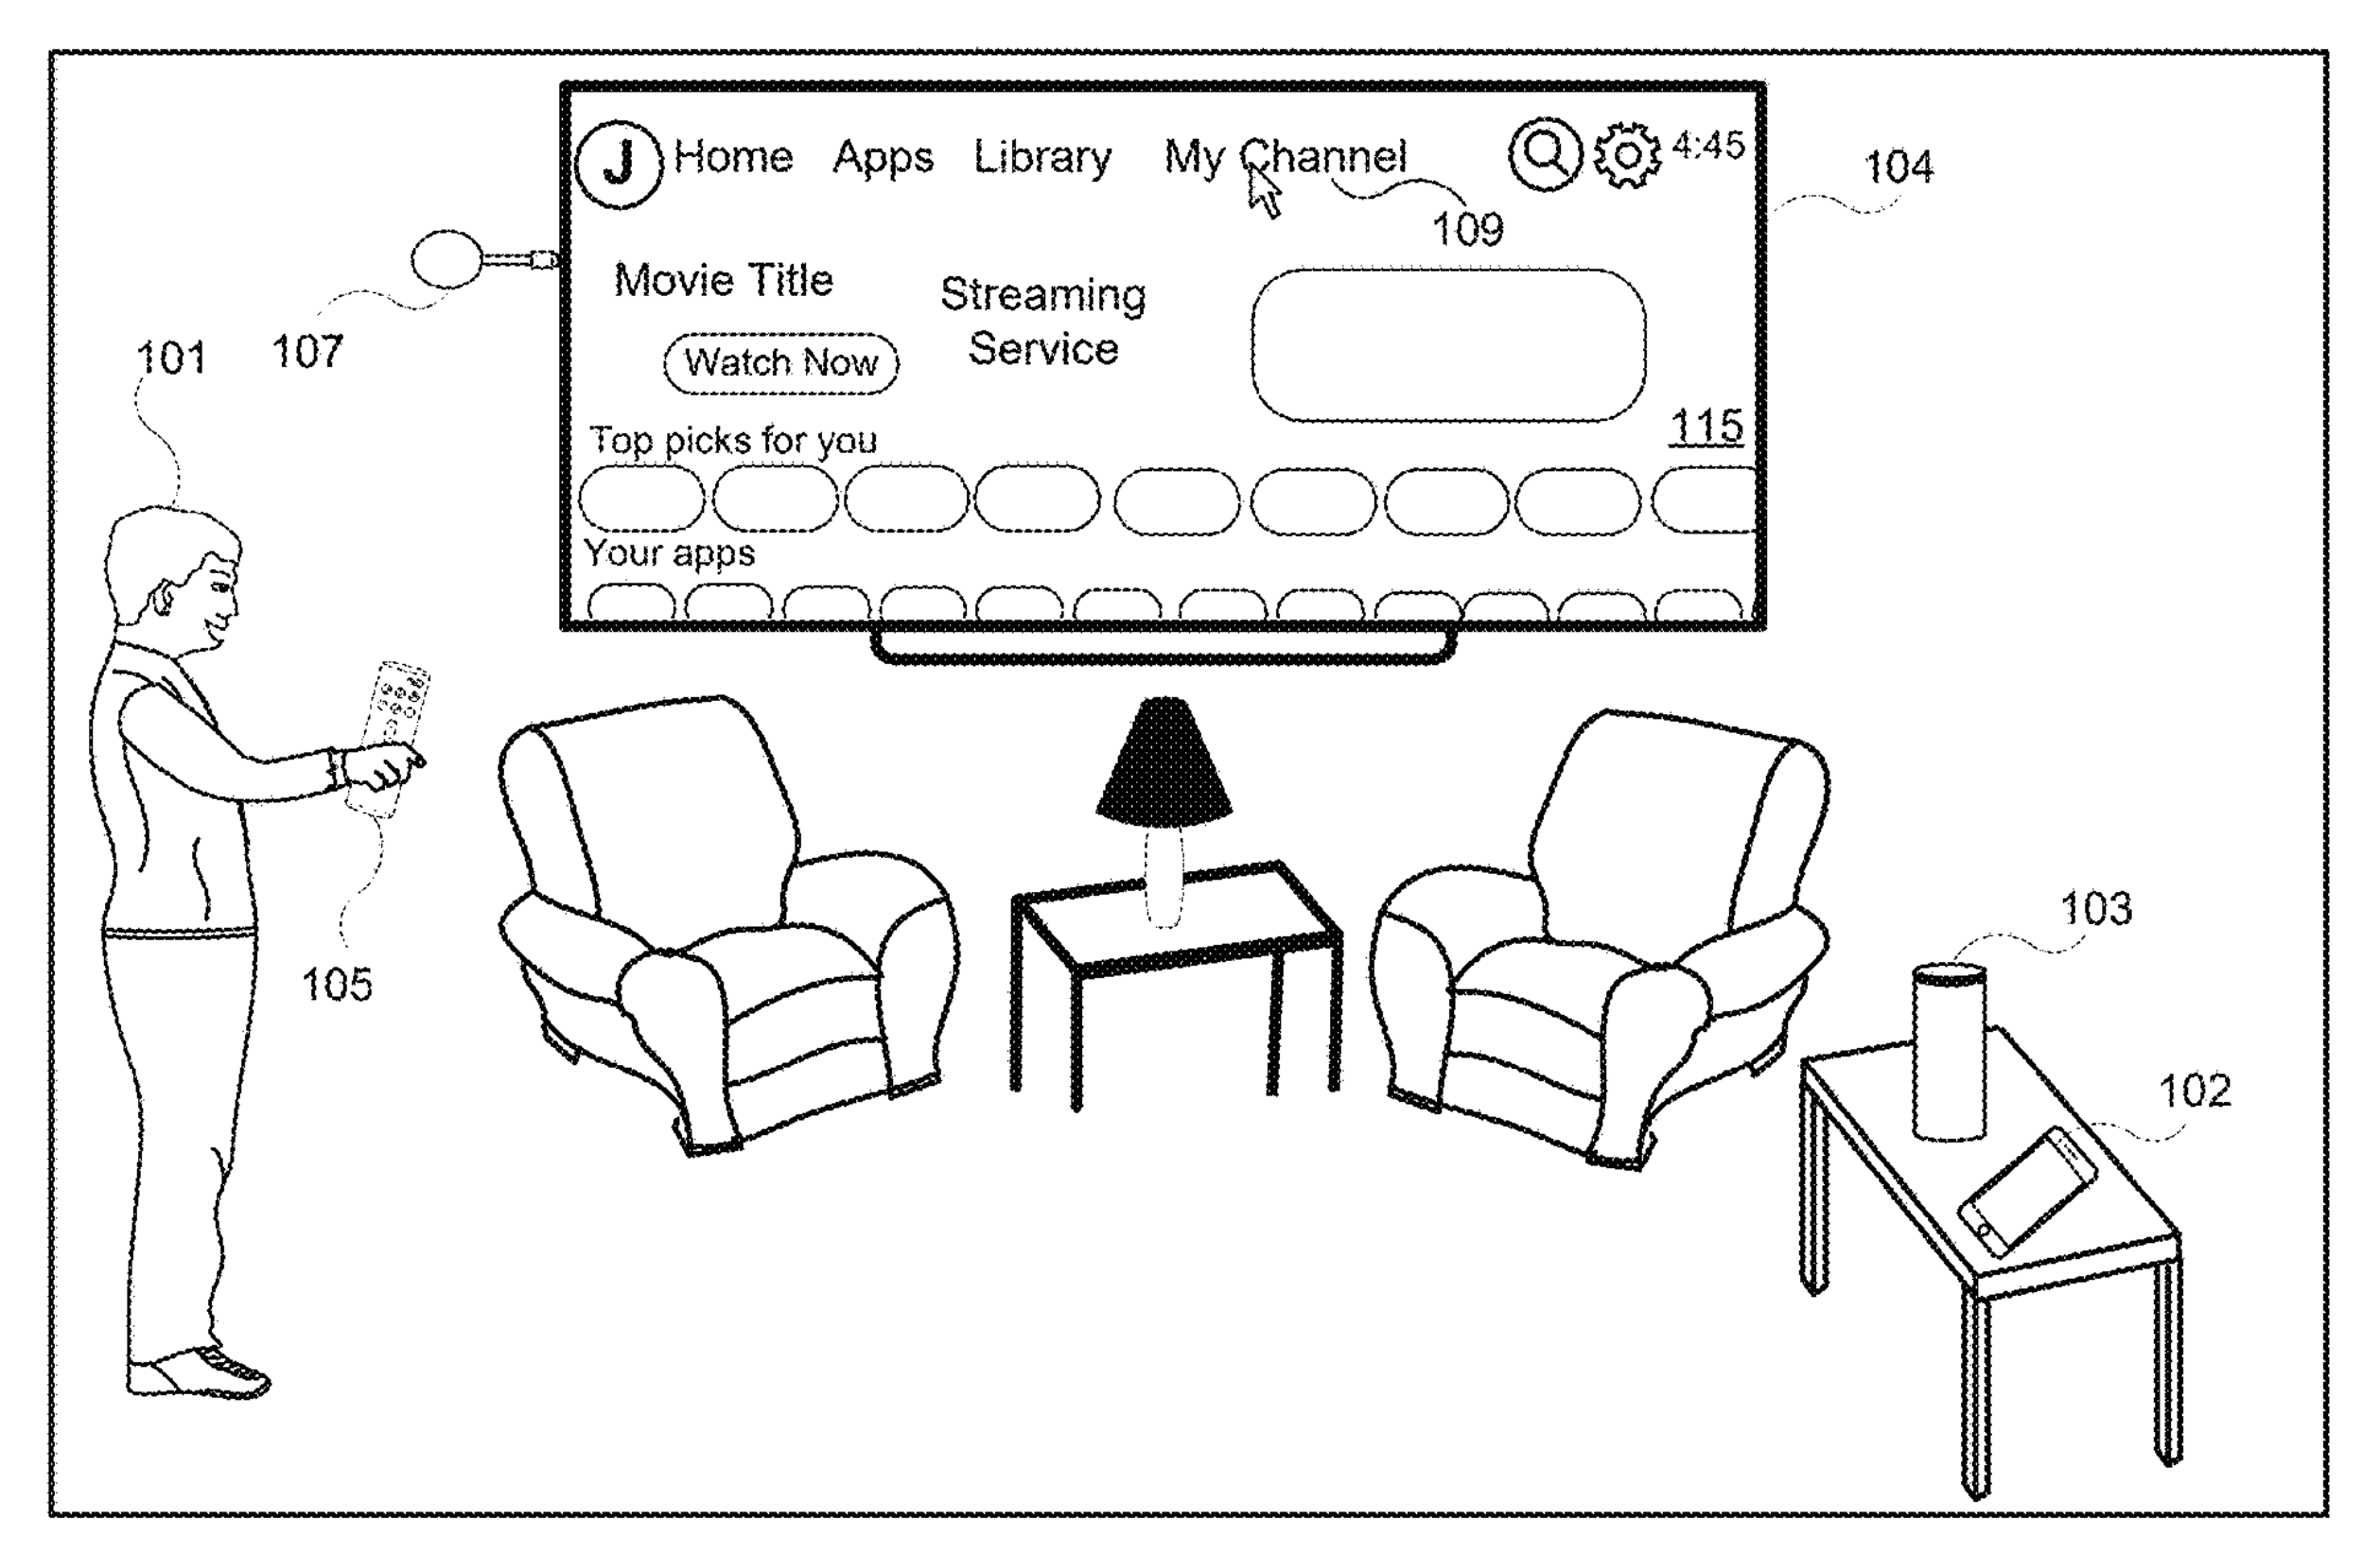 J Home Apps Library My Channel 4:45
104
109
Movie Title
Streaming
Service
Watch Now
107
101
115
Top picks for you
Your apps
105
103
102